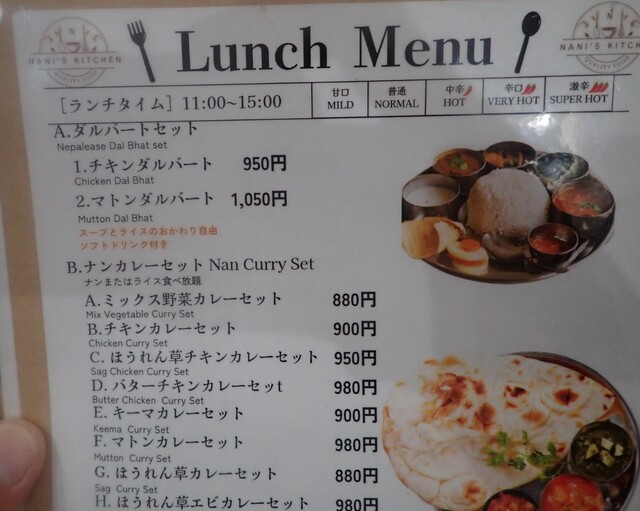 NANI'S KITCHEN
QUALITY FOODS
Lunch Menu
NANI'S KITCHEN
QUALITY FOODS
[ランチタイム] 11:00~15:00
甘口 MILD
普通 NORMAL
中辛 HOT
辛口 VERY HOT
激辛 SUPER HOT
A.ダルバートセット
Nepalease Dal Bhat set
1.チキンダルバート 950円
Chicken Dal Bhat
2.マトンダルバート 1,050円
Mutton Dal Bhat
スープとライスのおかわり自由
ソフトドリンク付き
B.ナンカレーセット Nan Curry Set
ナンまたはライス食べ放題
A.ミックス野菜カレーセット 880円
Mix Vegetable Curry Set
B.チキンカレーセット 900円
Chicken Curry Set
C. ほうれん草チキンカレーセット 950円
Sag Chicken Curry Set
D. バターチキンカレーセッt 980円
Butter Chicken Curry Set
E. キーマカレーセット 900円
Keema Curry Set
F. マトンカレーセット 980円
Mutton Curry Set
G. ほうれん草カレーセット 880円
Sag Curry Set
H. ほうれん草エビカレーセット 980円